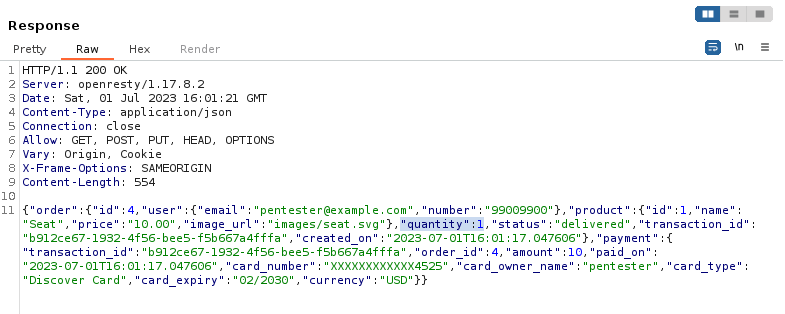 Response
Pretty Raw Hex Render \n
1 HTTP/1.1 200 OK
2 Server: openresty/1.17.8.2
3 Date: Sat, 01 Jul 2023 16:01:21 GMT
4 Content-Type: application/json
5 Connection: close
6 Allow: GET, POST, PUT, HEAD, OPTIONS
7 Vary: Origin, Cookie
8 X-Frame-Options: SAMEORIGIN
9 Content-Length: 554
10
11 {"order":{"id":4,"user":{"email":"pentester@example.com","number":"99009900"},"product":{"id":1,"name":
"Seat","price":"10.00","image_url":"images/seat.svg"},"quantity":1,"status":"delivered","transaction_id":
"b912ce67-1932-4f56-bee5-f5b667a4fffa","created_on":"2023-07-01T16:01:17.047606"},"payment":{
"transaction_id":"b912ce67-1932-4f56-bee5-f5b667a4fffa","order_id":4,"amount":10,"paid_on":
"2023-07-01T16:01:17.047606","card_number":"XXXXXXXXXXXX4525","card_owner_name":"pentester","card_type":
"Discover Card","card_expiry":"02/2030","currency":"USD"}}